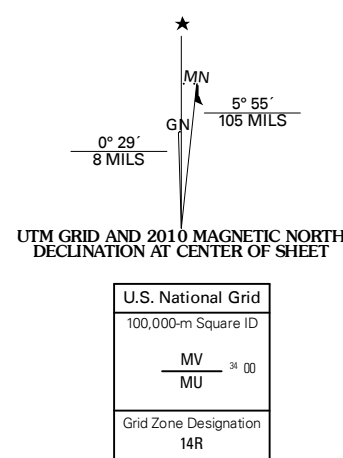 ★
MN
5° 55´
105 MILS
GN
0° 29´
8 MILS
UTM GRID AND 2010 MAGNETIC NORTH
DECLINATION AT CENTER OF SHEET
U.S. National Grid
100,000-m Square ID
MV
34 00
MU
Grid Zone Designation
14R